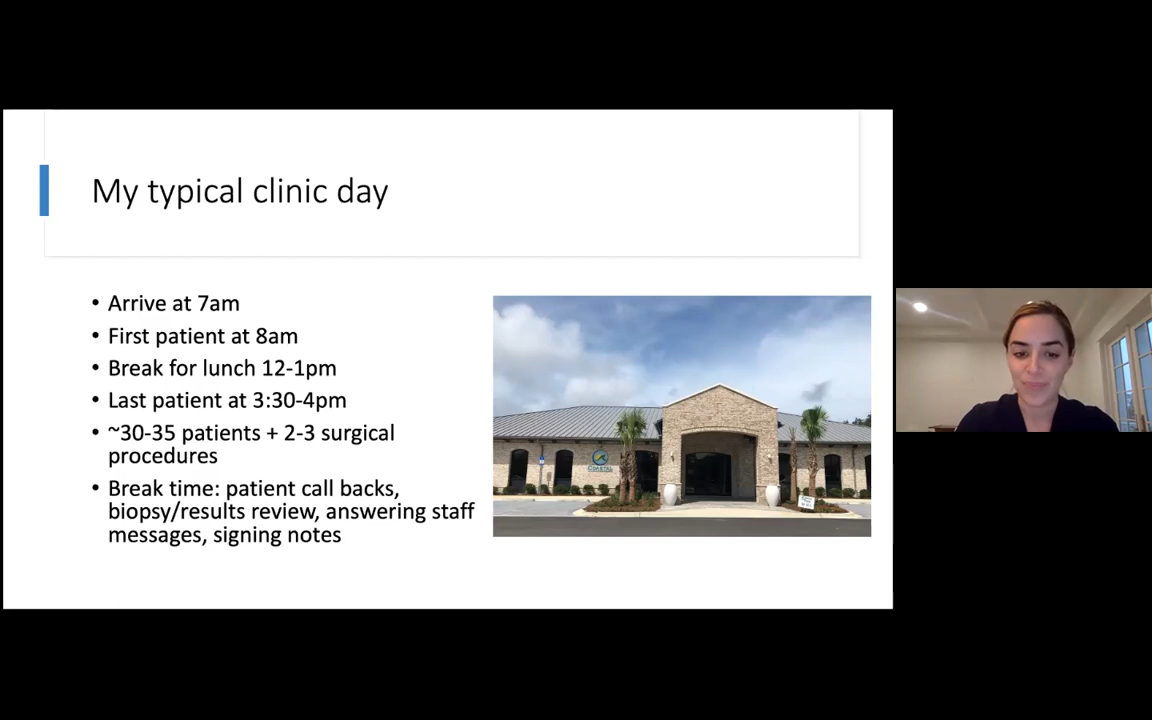 My typical clinic day
• Arrive at 7am
• First patient at 8am
• Break for lunch 12-1pm
• Last patient at 3:30-4pm
• ~30-35 patients + 2-3 surgical
procedures
• Break time: patient call backs,
biopsy/results review, answering staff
messages, signing notes
COASTAL